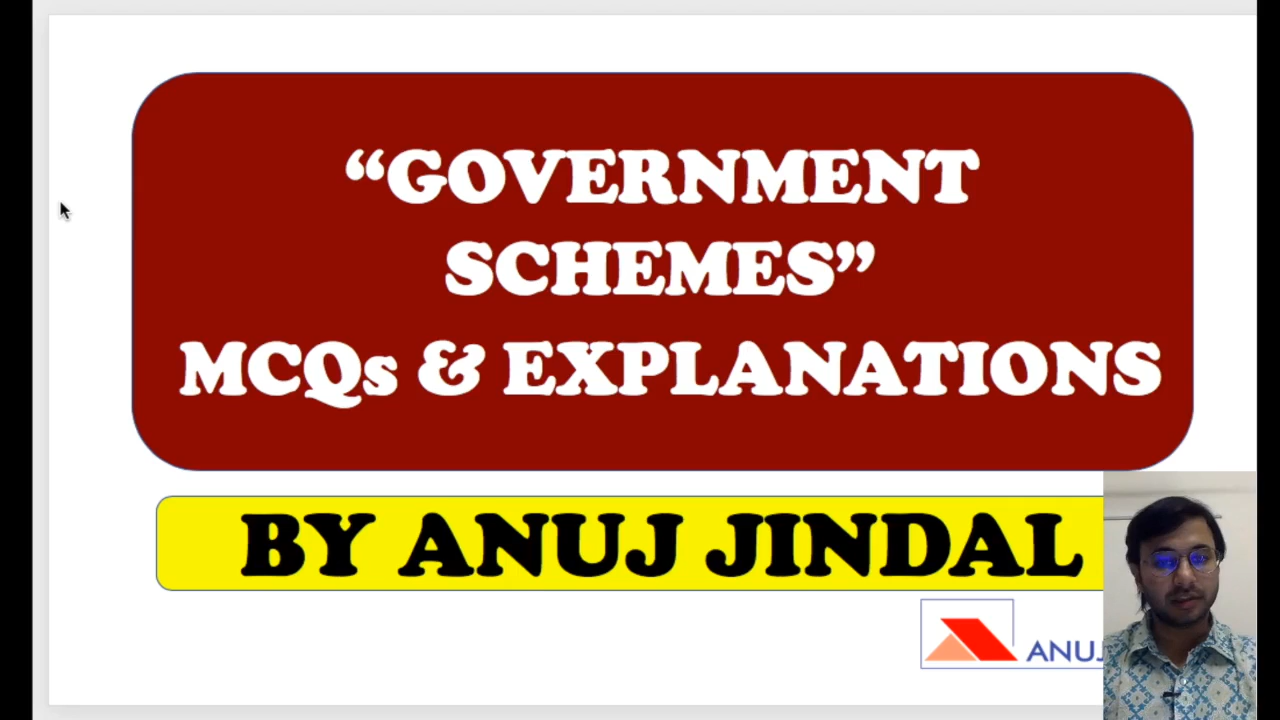 “GOVERNMENT
SCHEMES”
MCQs & EXPLANATIONS
BY ANUJ JINDAL
ANUJ